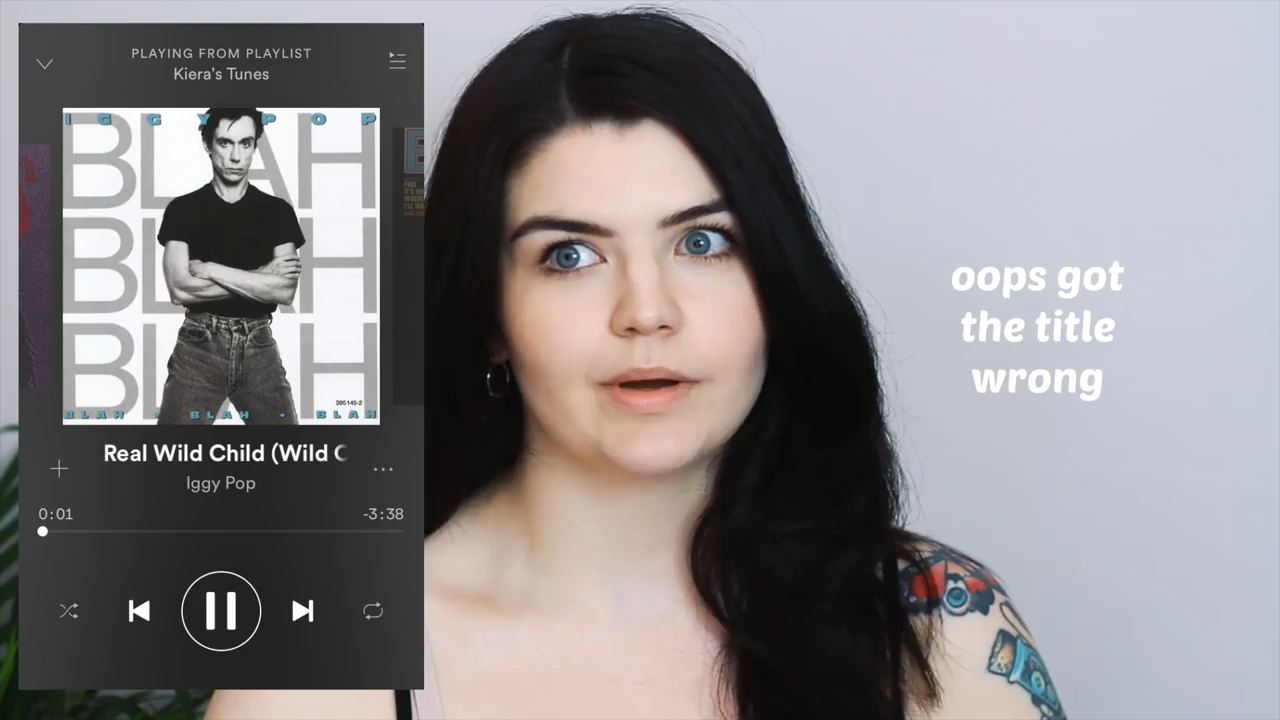 PLAYING FROM PLAYLIST
Kiera's Tunes
IGGY POP
BLAH
BLAH
BLAH
395145-2
BLAH · BLAH · BLAH
Real Wild Child (Wild C
Iggy Pop
0:01
-3:38
oops got
the title
wrong